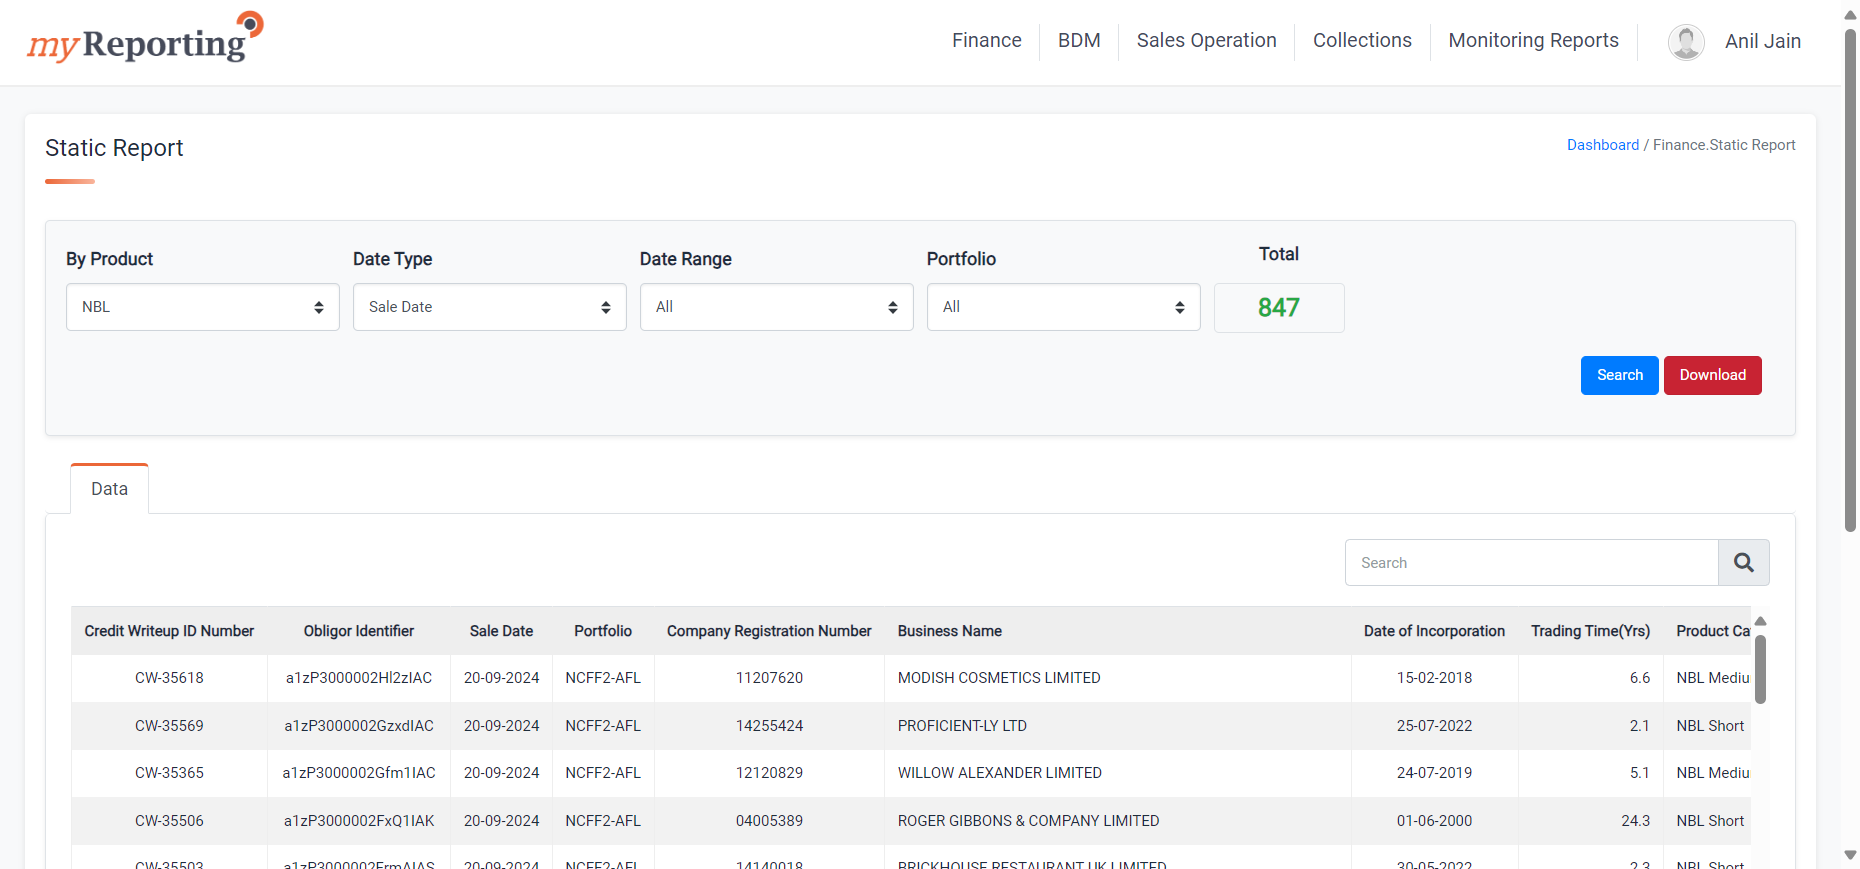 myReporting
Finance BDM Sales Operation Collections Monitoring Reports Anil Jain
Static Report
Dashboard / Finance.Static Report
By Product Date Type Date Range Portfolio Total
NBL Sale Date All All 847
Search Download
Data
Search
Credit Writeup ID Number Obligor Identifier Sale Date Portfolio Company Registration Number Business Name Date of Incorporation Trading Time(Yrs) Product Ca
CW-35618 a1zP3000002Hl2zIAC 20-09-2024 NCFF2-AFL 11207620 MODISH COSMETICS LIMITED 15-02-2018 6.6 NBL Mediu
CW-35569 a1zP3000002GzxdIAC 20-09-2024 NCFF2-AFL 14255424 PROFICIENT-LY LTD 25-07-2022 2.1 NBL Short
CW-35365 a1zP3000002Gfm1IAC 20-09-2024 NCFF2-AFL 12120829 WILLOW ALEXANDER LIMITED 24-07-2019 5.1 NBL Mediu
CW-35506 a1zP3000002FxQ1IAK 20-09-2024 NCFF2-AFL 04005389 ROGER GIBBONS & COMPANY LIMITED 01-06-2000 24.3 NBL Short
CW-35503 a1zP3000002FrmAIAS 20-09-2024 NCFF2-AFL 14140018 BRICKHOUSE RESTAURANT UK LIMITED 30-05-2022 2.3 NBL Short